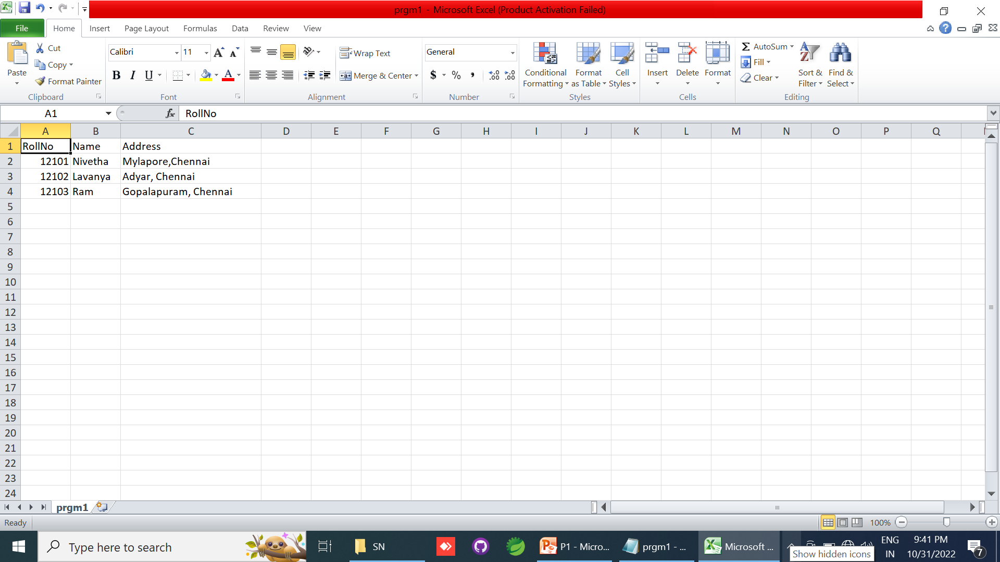 prgm1 - Microsoft Excel (Product Activation Failed)
File Home Insert Page Layout Formulas Data Review View
Paste Cut Copy Format Painter Clipboard
Calibri 11 B I U Font
Wrap Text Merge & Center Alignment
General $ % , Number
Conditional Formatting Format as Table Cell Styles Styles
Insert Delete Format Cells
AutoSum Fill Clear Sort & Filter Find & Select Editing
A1 fx RollNo
A B C D E F G H I J K L M N O P Q
1 RollNo Name Address
2 12101 Nivetha Mylapore,Chennai
3 12102 Lavanya Adyar, Chennai
4 12103 Ram Gopalapuram, Chennai
5
6
7
8
9
10
11
12
13
14
15
16
17
18
19
20
21
22
23
24
prgm1
Ready 100%
Type here to search SN P1 - Micro... prgm1 - ... Microsoft ... ENG IN 9:41 PM 10/31/2022 7
Show hidden icons